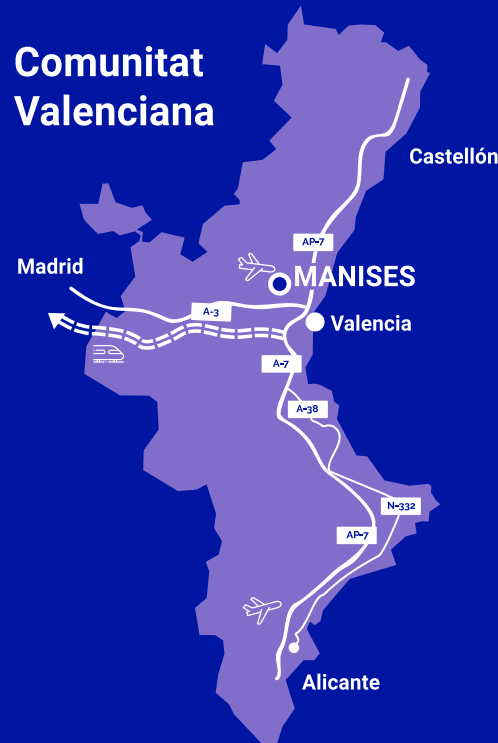 Comunitat
Valenciana
Castellón
AP-7
Madrid
MANISES
A-3
Valencia
A-7
A-38
N-332
AP-7
Alicante